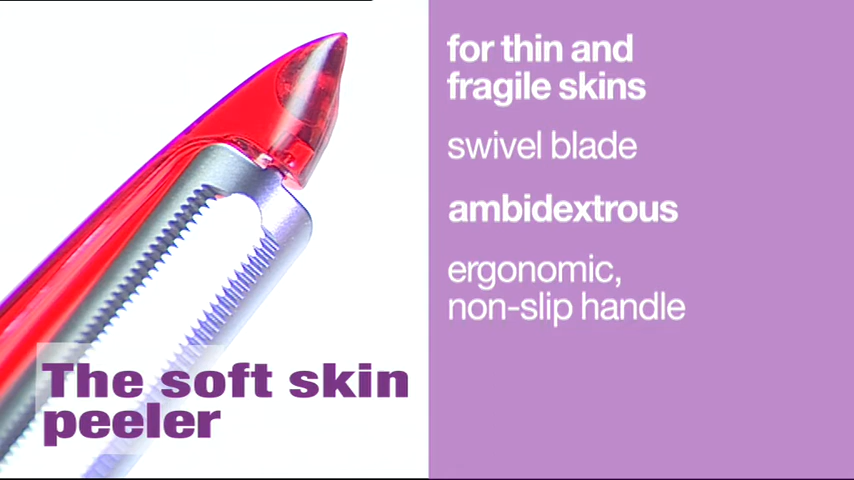 The soft skin
peeler
for thin and
fragile skins
swivel blade
ambidextrous
ergonomic,
non-slip handle